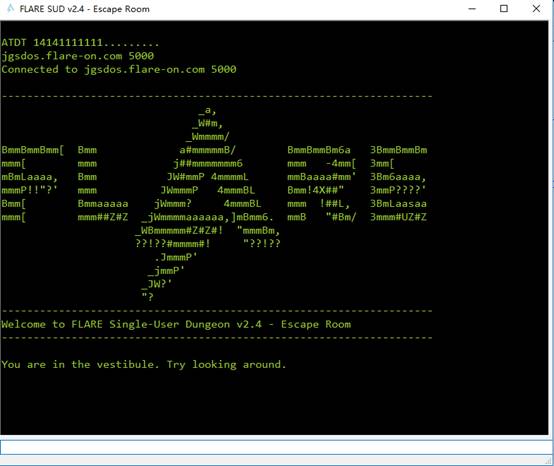 FLARE SUD v2.4 - Escape Room
ATDT 14141111111.........
jgsdos.flare-on.com 5000
Connected to jgsdos.flare-on.com 5000
-------------------------------------------------------------------
_a,
_W#m,
_Wmmmm/
BmmBmmBmm[  Bmm             a#mmmmmB/        BmmBmmBm6a   3BmmBmmBm
mmm[        mmm            j##mmmmmmm6       mmm   -4mm[  3mm[
mBmLaaaa,   mmm           JW#mmP 4mmmmL      mmBaaaa#mm'  3Bm6aaaa,
mmmP!!"?'   mmm          JWmmmP   4mmmBL     Bmm!4X##"    3mmP????'
Bmm[        Bmmaaaaa    jWmmm?     4mmmBL    mmm  !##L,   3BmLaasaa
mmm[        mmm##Z#Z  _jWmmmmaaaaaa,]mBmm6.  mmB   "#Bm/  3mmm#UZ#Z
_WBmmmmm#Z#Z#!  "mmmBm,
??!??#mmmm#!     "??!??
.JmmmP'
_jmmP'
_JW?'
"?
-------------------------------------------------------------------
Welcome to FLARE Single-User Dungeon v2.4 - Escape Room
-------------------------------------------------------------------
You are in the vestibule. Try looking around.